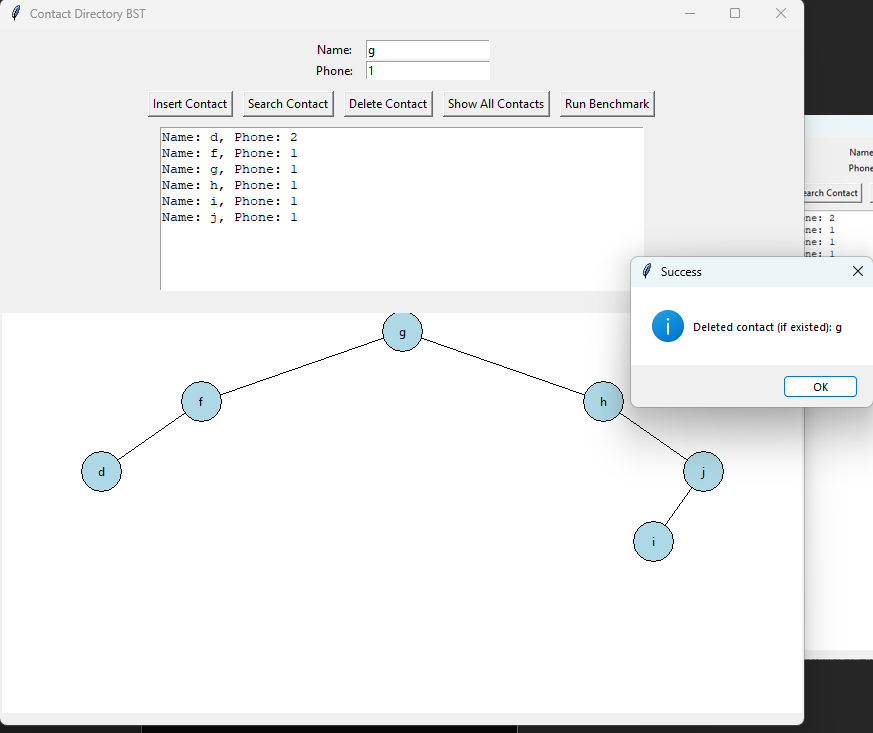 Contact Directory BST
Name: g
Phone: 1
Insert Contact Search Contact Delete Contact Show All Contacts Run Benchmark
Name: d, Phone: 2
Name: f, Phone: 1
Name: g, Phone: 1
Name: h, Phone: 1
Name: i, Phone: 1
Name: j, Phone: 1
Name
Phone
earch Contact
ne: 2
ne: 1
ne: 1
ne: 1
Success
Deleted contact (if existed): g
OK
g
f
h
d
j
i